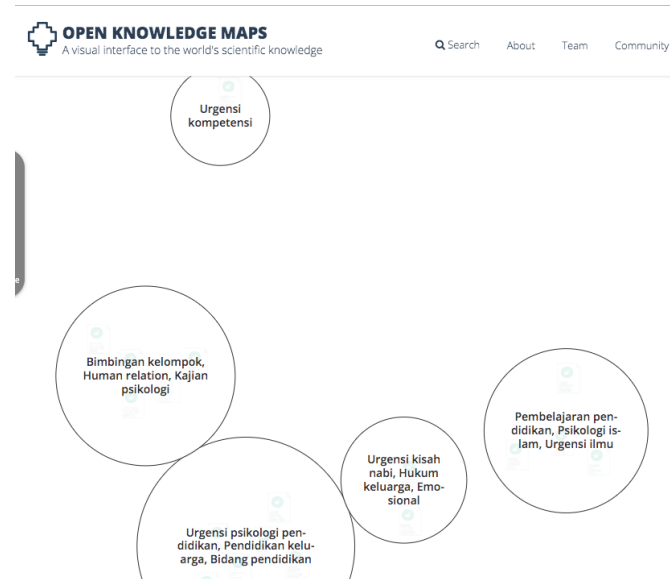 OPEN KNOWLEDGE MAPS
A visual interface to the world's scientific knowledge
Search About Team Community
Urgensi
kompetensi
e
Bimbingan kelompok,
Human relation, Kajian
psikologi
Pembelajaran pen-
didikan, Psikologi is-
lam, Urgensi ilmu
Urgensi kisah
nabi, Hukum
keluarga, Emo-
sional
Urgensi psikologi pen-
didikan, Pendidikan kelu-
arga, Bidang pendidikan